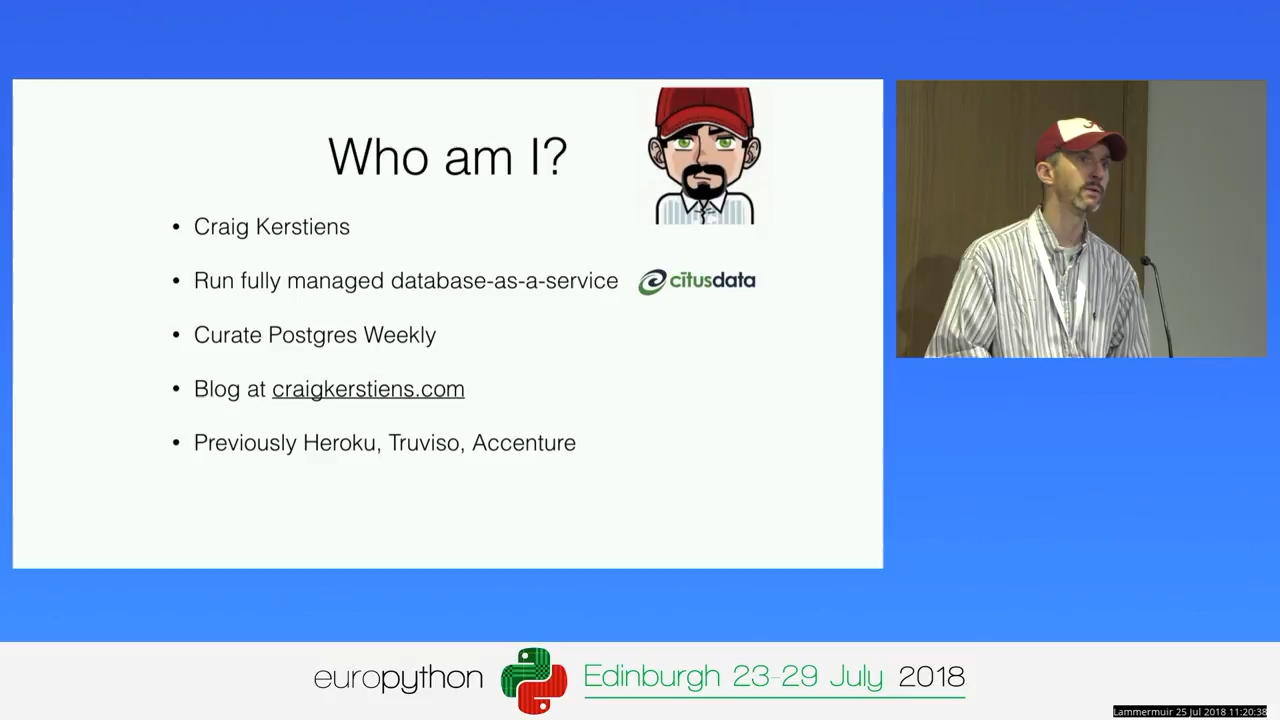 Who am I?
• Craig Kerstiens
• Run fully managed database-as-a-service
citusdata
• Curate Postgres Weekly
• Blog at craigkerstiens.com
• Previously Heroku, Truviso, Accenture
europython
Edinburgh 23-29 July 2018
Lammermuir 25 Jul 2018 11:20:38